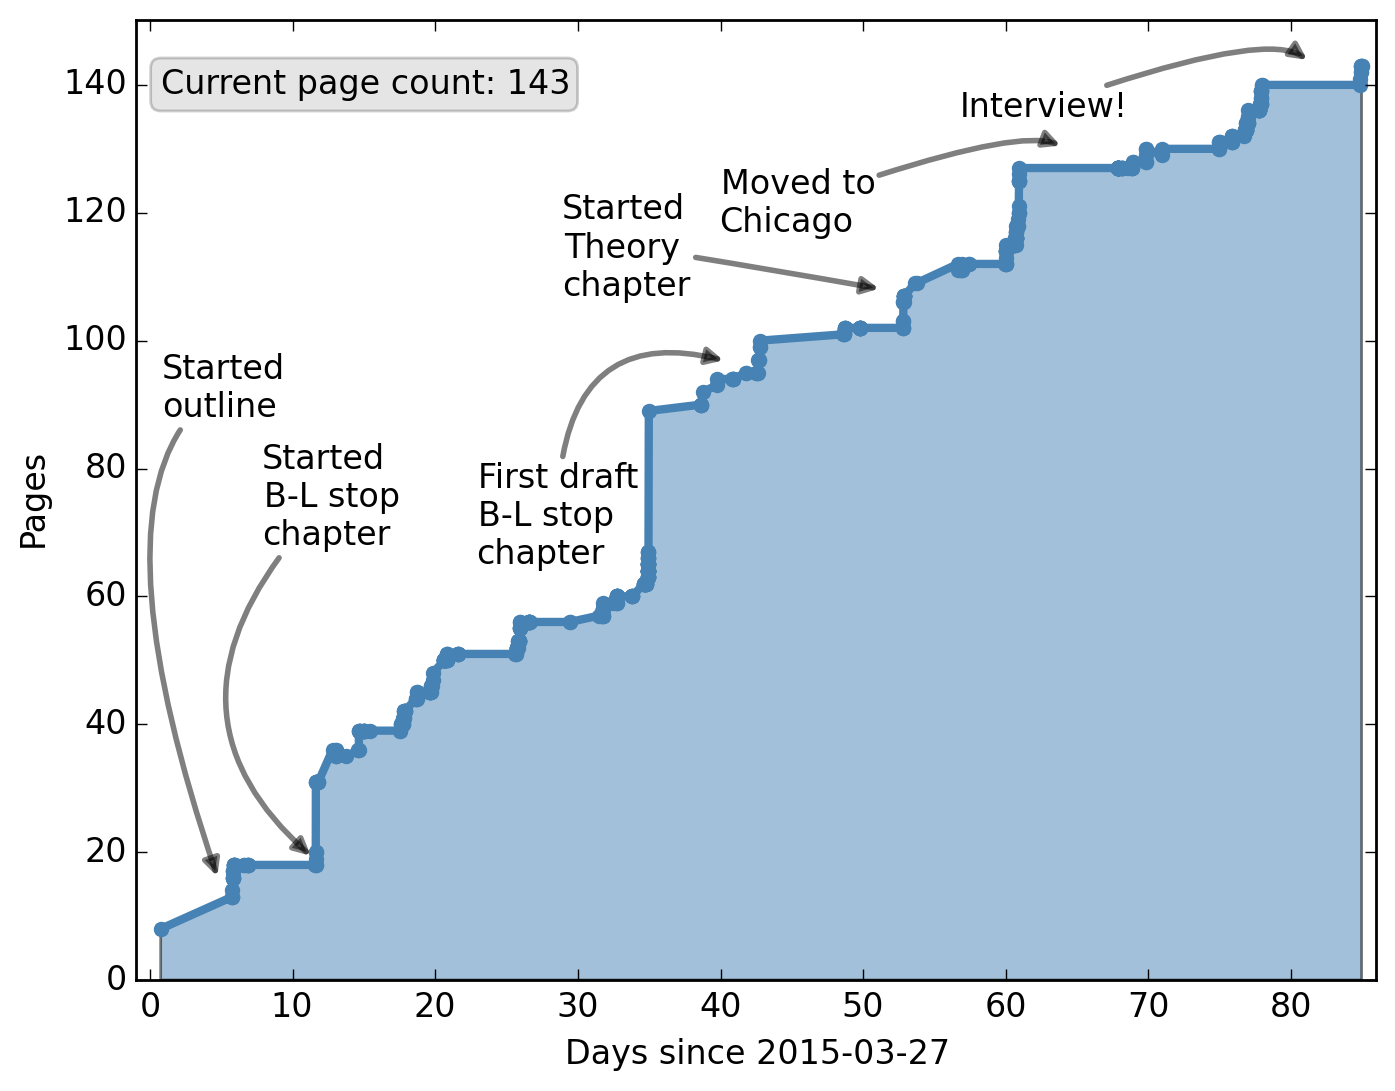 Current page count: 143
Interview!
Moved to
Chicago
Started
Theory
chapter
Started
outline
Started
B-L stop
chapter
First draft
B-L stop
chapter
Pages
140
120
100
80
60
40
20
0
0 10 20 30 40 50 60 70 80
Days since 2015-03-27